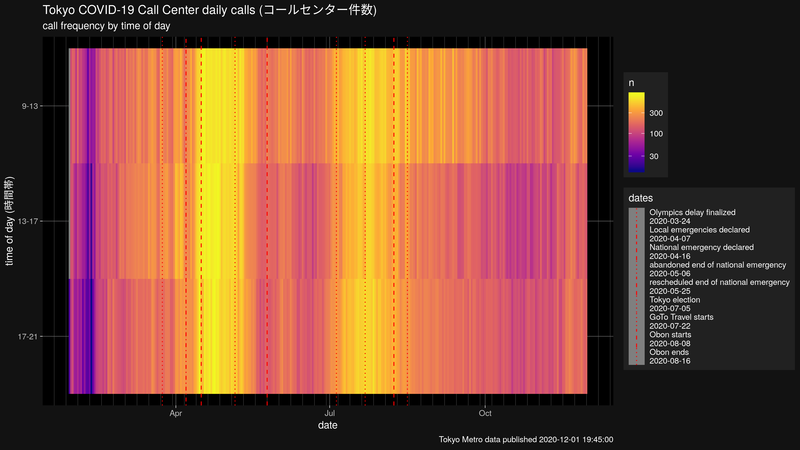 Tokyo COVID-19 Call Center daily calls (コールセンター件数)
call frequency by time of day
9-13
13-17
17-21
time of day (時間帯)
Apr
Jul
Oct
date
n
300
100
30
dates
Olympics delay finalized
2020-03-24
Local emergencies declared
2020-04-07
National emergency declared
2020-04-16
abandoned end of national emergency
2020-05-06
rescheduled end of national emergency
2020-05-25
Tokyo election
2020-07-05
GoTo Travel starts
2020-07-22
Obon starts
2020-08-08
Obon ends
2020-08-16
Tokyo Metro data published 2020-12-01 19:45:00